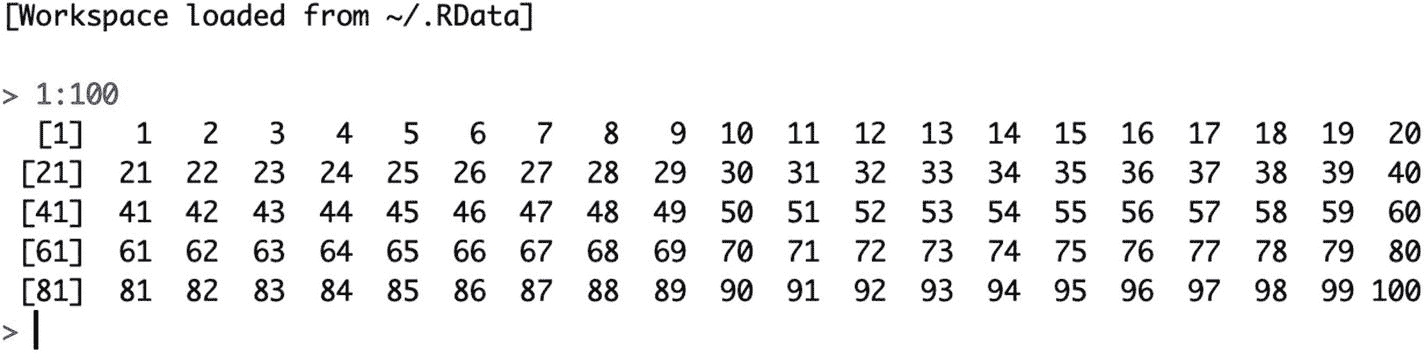 [Workspace loaded from ~/.RData]
> 1:100
  [1]   1   2   3   4   5   6   7   8   9  10  11  12  13  14  15  16  17  18  19  20
 [21]  21  22  23  24  25  26  27  28  29  30  31  32  33  34  35  36  37  38  39  40
 [41]  41  42  43  44  45  46  47  48  49  50  51  52  53  54  55  56  57  58  59  60
 [61]  61  62  63  64  65  66  67  68  69  70  71  72  73  74  75  76  77  78  79  80
 [81]  81  82  83  84  85  86  87  88  89  90  91  92  93  94  95  96  97  98  99 100
>